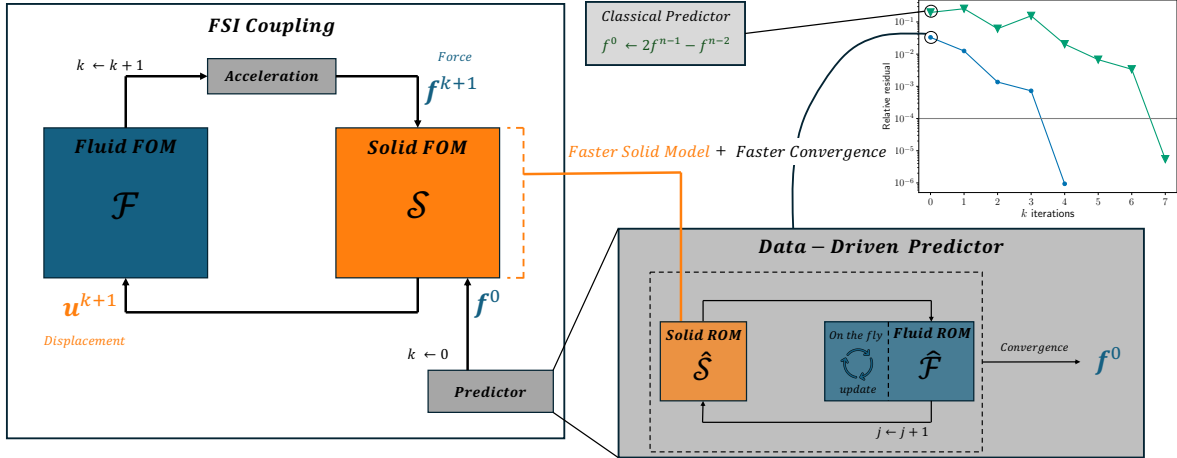 FSI Coupling
k ← k + 1
Acceleration
Force
f^{k+1}
Fluid FOM
ℱ
Solid FOM
𝒮
u^{k+1}
Displacement
f^0
k ← 0
Predictor
Classical Predictor
f^0 ← 2f^{n−1} − f^{n−2}
Faster Solid Model + Faster Convergence
Relative residual
10^{−1}
10^{−2}
10^{−3}
10^{−4}
10^{−5}
10^{−6}
0 1 2 3 4 5 6 7
k iterations
Data − Driven Predictor
Solid ROM
𝒮̂
On the fly
update
Fluid ROM
ℱ̂
j ← j + 1
Convergence
f^0